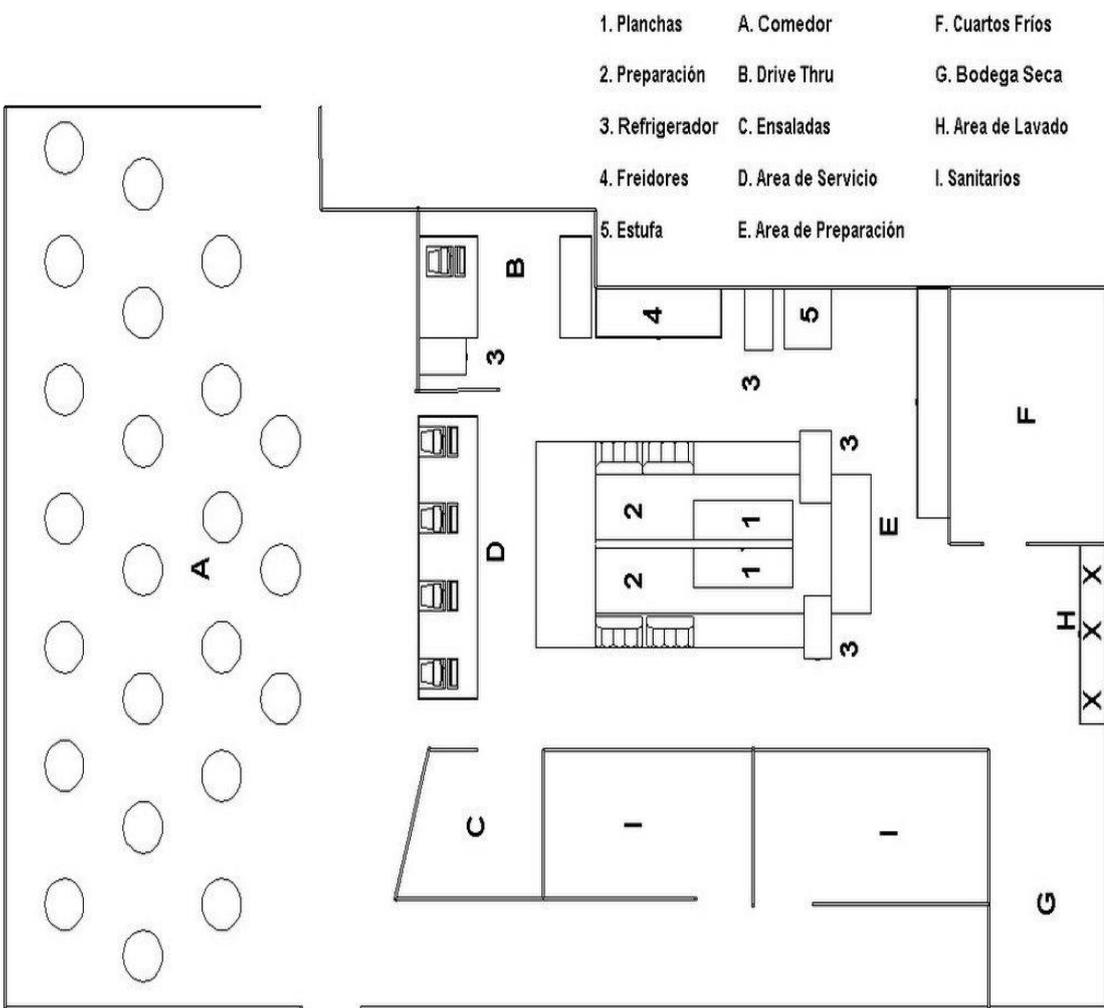 1. Planchas A. Comedor F. Cuartos Fríos
2. Preparación B. Drive Thru G. Bodega Seca
3. Refrigerador C. Ensaladas H. Area de Lavado
4. Freidores D. Area de Servicio I. Sanitarios
5. Estufa E. Area de Preparación
B
4
5
3
3
F
3
2
1
E
D
A
2
1
X
H
X
3
X
C
I
I
G